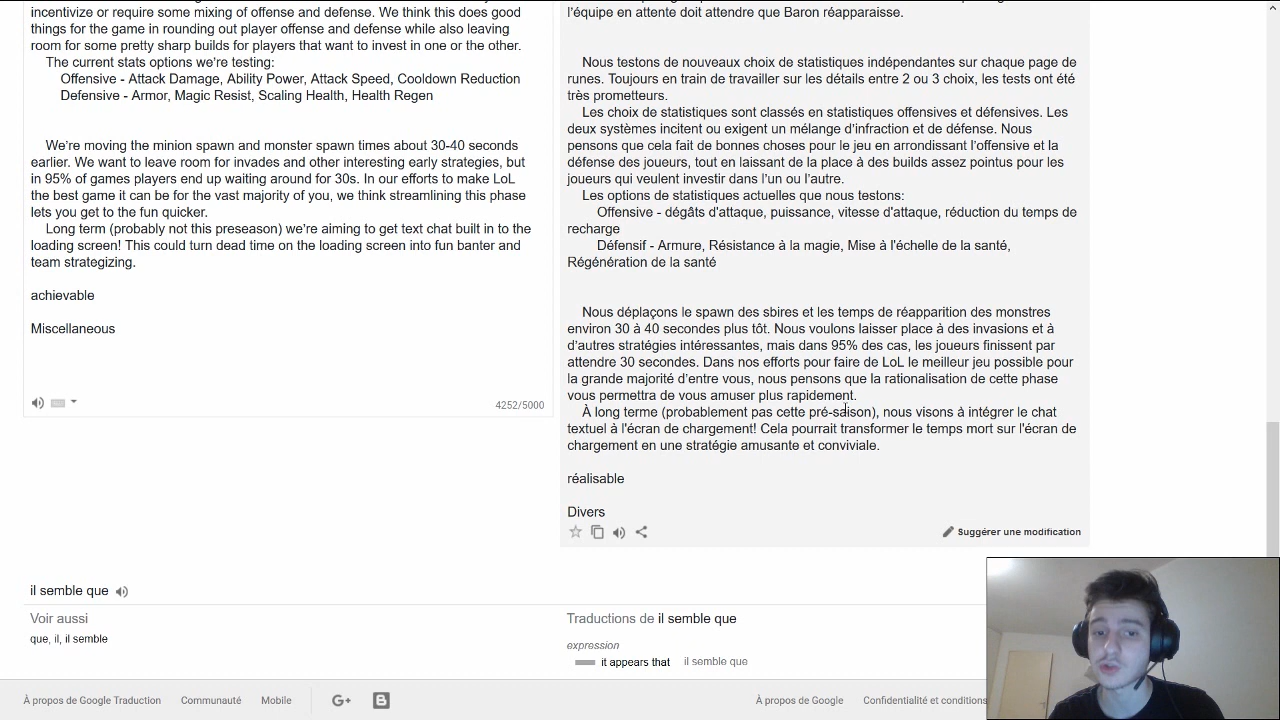 incentivize or require some mixing of offense and defense. We think this does good
things for the game in rounding out player offense and defense while also leaving
room for some pretty sharp builds for players that want to invest in one or the other.
The current stats options we're testing:
Offensive - Attack Damage, Ability Power, Attack Speed, Cooldown Reduction
Defensive - Armor, Magic Resist, Scaling Health, Health Regen
We're moving the minion spawn and monster spawn times about 30-40 seconds
earlier. We want to leave room for invades and other interesting early strategies, but
in 95% of games players end up waiting around for 30s. In our efforts to make LoL
the best game it can be for the vast majority of you, we think streamlining this phase
lets you get to the fun quicker.
Long term (probably not this preseason) we're aiming to get text chat built in to the
loading screen! This could turn dead time on the loading screen into fun banter and
team strategizing.
achievable
Miscellaneous
4252/5000
l'équipe en attente doit attendre que Baron réapparaisse.
Nous testons de nouveaux choix de statistiques indépendantes sur chaque page de
runes. Toujours en train de travailler sur les détails entre 2 ou 3 choix, les tests ont été
très prometteurs.
Les choix de statistiques sont classés en statistiques offensives et défensives. Les
deux systèmes incitent ou exigent un mélange d'infraction et de défense. Nous
pensons que cela fait de bonnes choses pour le jeu en arrondissant l'offensive et la
défense des joueurs, tout en laissant de la place à des builds assez pointus pour les
joueurs qui veulent investir dans l'un ou l'autre.
Les options de statistiques actuelles que nous testons:
Offensive - dégâts d'attaque, puissance, vitesse d'attaque, réduction du temps de
recharge
Défensif - Armure, Résistance à la magie, Mise à l'échelle de la santé,
Régénération de la santé
Nous déplaçons le spawn des sbires et les temps de réapparition des monstres
environ 30 à 40 secondes plus tôt. Nous voulons laisser place à des invasions et à
d'autres stratégies intéressantes, mais dans 95% des cas, les joueurs finissent par
attendre 30 secondes. Dans nos efforts pour faire de LoL le meilleur jeu possible pour
la grande majorité d'entre vous, nous pensons que la rationalisation de cette phase
vous permettra de vous amuser plus rapidement.
À long terme (probablement pas cette pré-saison), nous visons à intégrer le chat
textuel à l'écran de chargement! Cela pourrait transformer le temps mort sur l'écran de
chargement en une stratégie amusante et conviviale.
réalisable
Divers
Suggérer une modification
il semble que
Voir aussi
que, il, il semble
Traductions de il semble que
expression
it appears that il semble que
À propos de Google Traduction Communauté Mobile G+ B À propos de Google Confidentialité et conditions